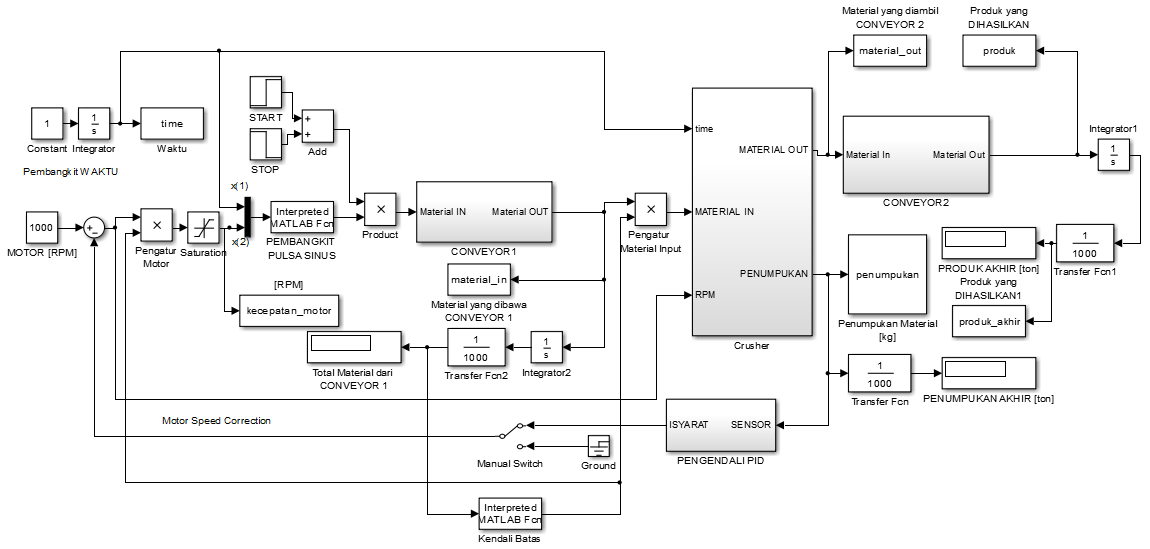 Material yang diambil
CONVEYOR 2
material_out
Produk yang
DIHASILKAN
produk
1
Constant
1
s
Integrator
time
Waktu
Pembangkit WAKTU
START
STOP
+
+
Add
time
MATERIAL OUT
MATERIAL IN
PENUMPUKAN
RPM
Crusher
Material In
Material Out
CONVEYOR2
Integrator1
1
s
1000
MOTOR [RPM]
+
-
×
Pengatur
Motor
Saturation
x(1)
x(2)
Interpreted
MATLAB Fcn
PEMBANGKIT
PULSA SINUS
×
Product
Material IN
Material OUT
CONVEYOR1
×
Pengatur
Material Input
[RPM]
kecepatan_motor
material_in
Material yang dibawa
CONVEYOR 1
Total Material dari
CONVEYOR 1
1
1000
Transfer Fcn2
1
s
Integrator2
penumpukan
Penumpukan Material
[kg]
PRODUK AKHIR [ton]
1
1000
Transfer Fcn1
Produk yang
DIHASILKAN1
produk_akhir
1
1000
Transfer Fcn
PENUMPUKAN AKHIR [ton]
Motor Speed Correction
Manual Switch
Ground
ISYARAT
SENSOR
PENGENDALI PID
Interpreted
MATLAB Fcn
Kendali Batas